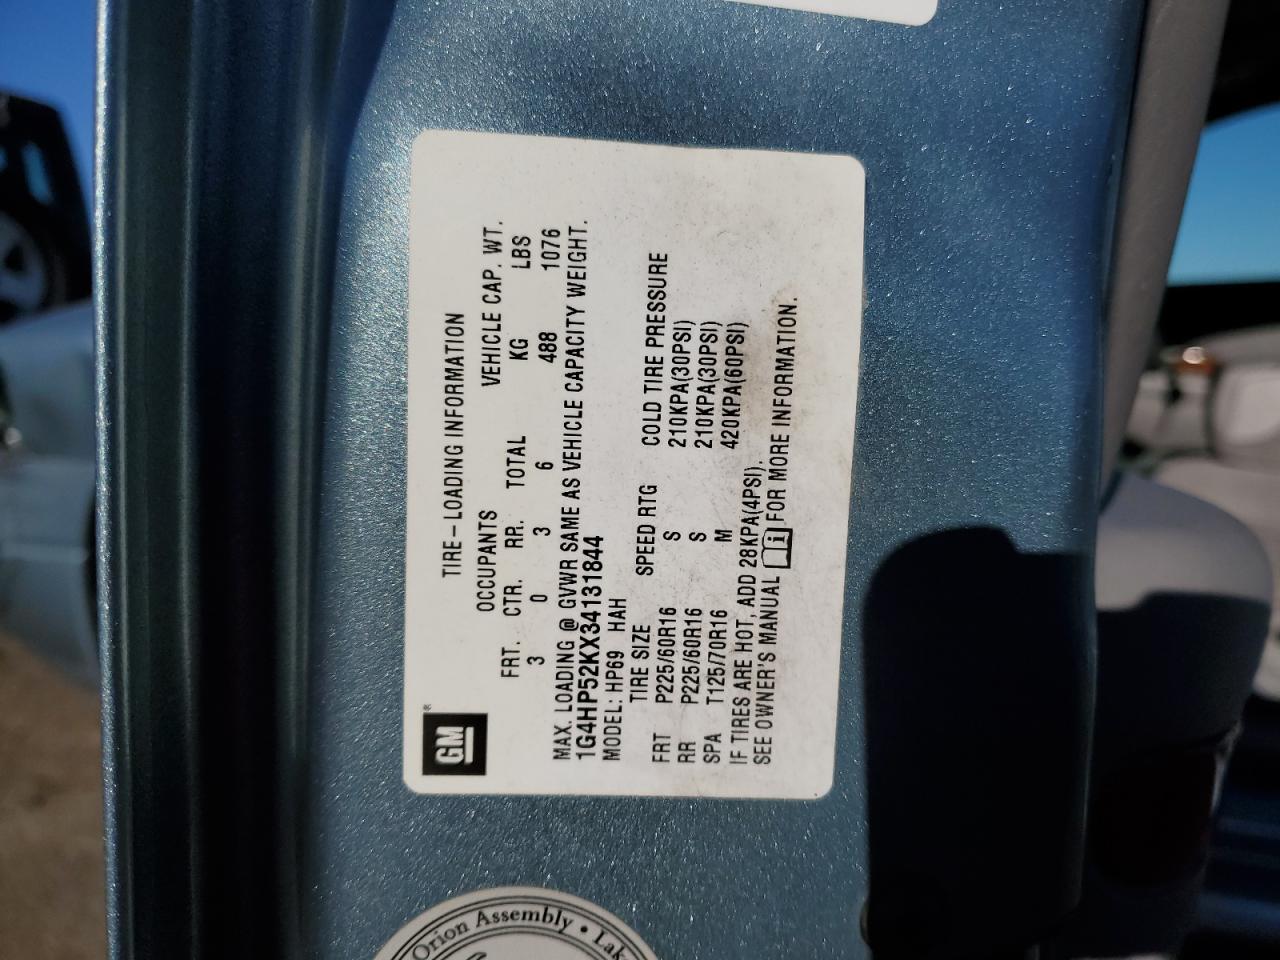 GM®
TIRE-LOADING INFORMATION
OCCUPANTS VEHICLE CAP. WT.
FRT. CTR. RR. TOTAL KG LBS
3 0 3 6 488 1076
MAX. LOADING @ GVWR SAME AS VEHICLE CAPACITY WEIGHT.
1G4HP52KX34131844
MODEL: HP69 HAH
TIRE SIZE SPEED RTG COLD TIRE PRESSURE
FRT P225/60R16 S 210KPA(30PSI)
RR P225/60R16 S 210KPA(30PSI)
SPA T125/70R16 M 420KPA(60PSI)
IF TIRES ARE HOT, ADD 28KPA(4PSI).
SEE OWNER'S MANUAL i FOR MORE INFORMATION.
Orion Assembly •